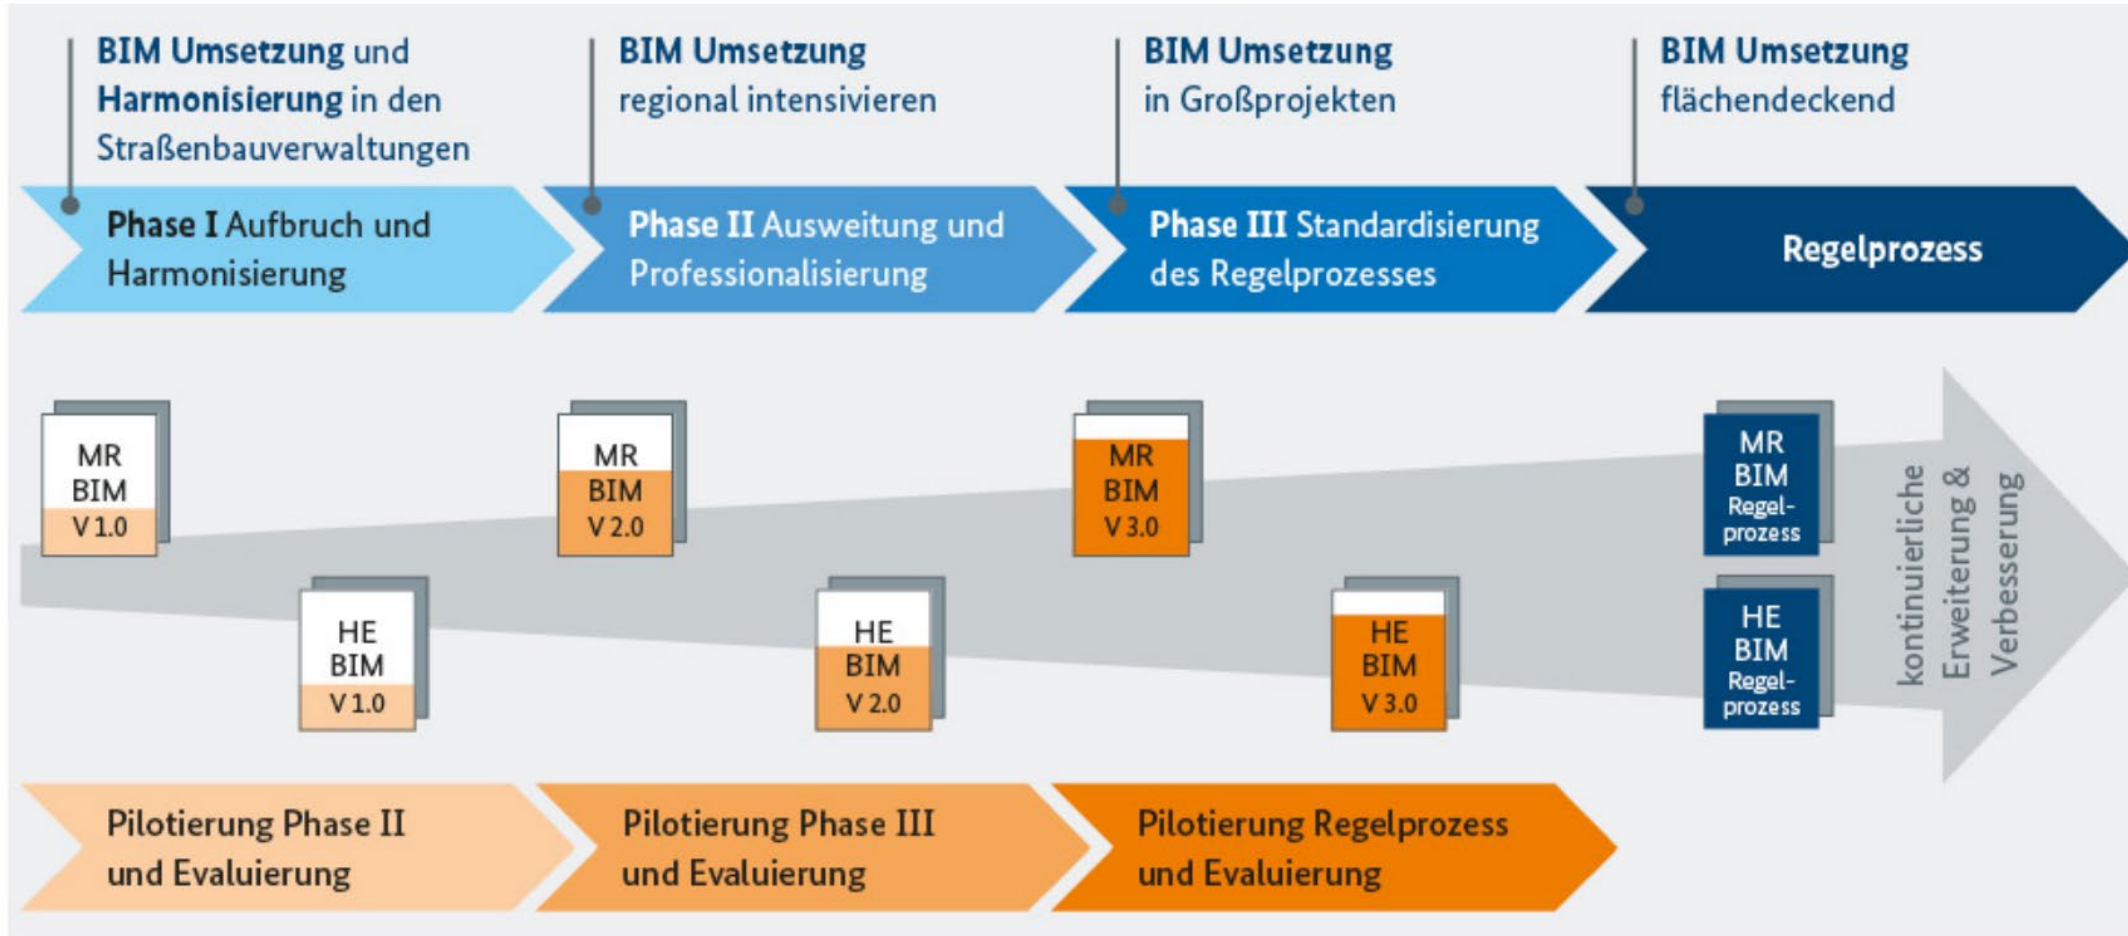 BIM Umsetzung und
Harmonisierung in den
Straßenbauverwaltungen
BIM Umsetzung
regional intensivieren
BIM Umsetzung
in Großprojekten
BIM Umsetzung
flächendeckend
Phase I Aufbruch und
Harmonisierung
Phase II Ausweitung und
Professionalisierung
Phase III Standardisierung
des Regelprozesses
Regelprozess
MR
BIM
V 1.0
MR
BIM
V 2.0
MR
BIM
V 3.0
MR
BIM
Regel-
prozess
HE
BIM
V 1.0
HE
BIM
V 2.0
HE
BIM
V 3.0
HE
BIM
Regel-
prozess
kontinuierliche
Erweiterung &
Verbesserung
Pilotierung Phase II
und Evaluierung
Pilotierung Phase III
und Evaluierung
Pilotierung Regelprozess
und Evaluierung